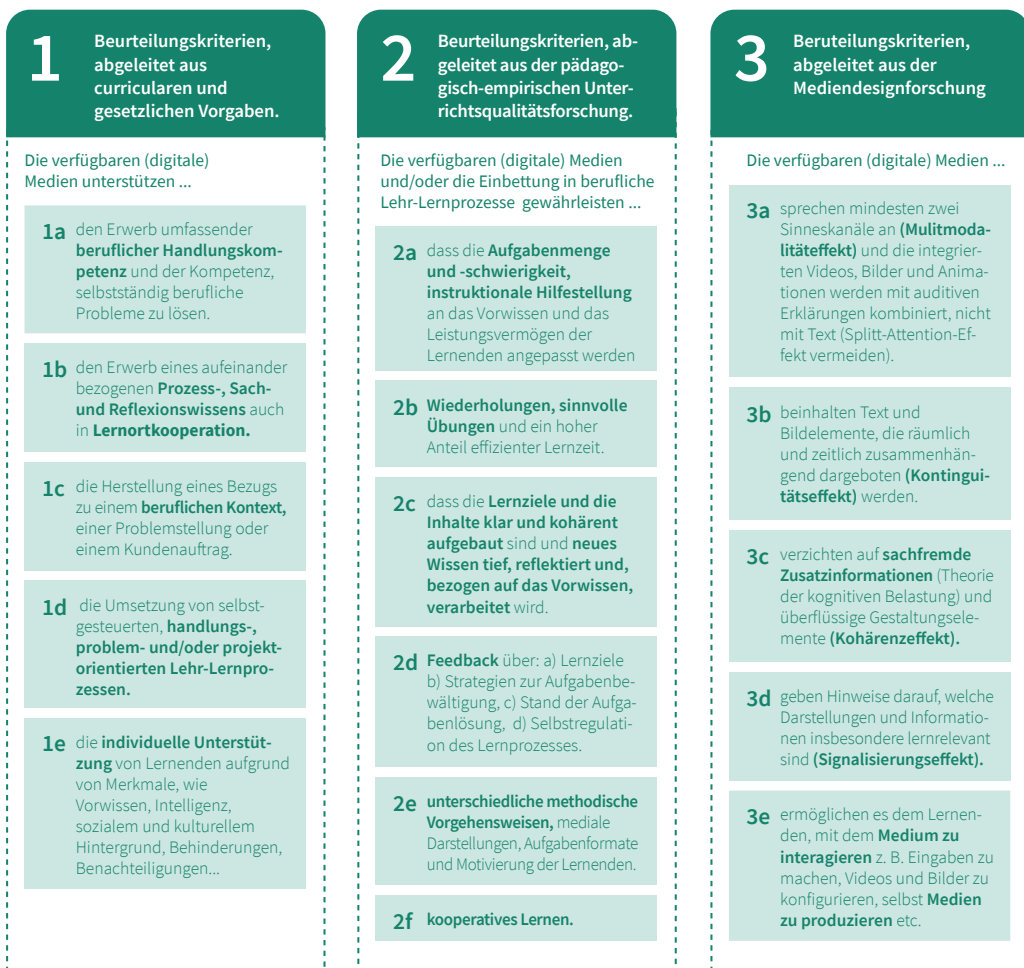 1
Beurteilungskriterien,
abgeleitet aus
curricularen und
gesetzlichen Vorgaben.
Die verfügbaren (digitale)
Medien unterstützen ...
1a den Erwerb umfassender
beruflicher Handlungskom-
petenz und der Kompetenz,
selbstständig berufliche
Probleme zu lösen.
1b den Erwerb eines aufeinander
bezogenen Prozess-, Sach-
und Reflexionswissens auch
in Lernortkooperation.
1c die Herstellung eines Bezugs
zu einem beruflichen Kontext,
einer Problemstellung oder
einem Kundenauftrag.
1d die Umsetzung von selbst-
gesteuerten, handlungs-,
problem- und/oder projekt-
orientierten Lehr-Lernpro-
zessen.
1e die individuelle Unterstüt-
zung von Lernenden aufgrund
von Merkmale, wie
Vorwissen, Intelligenz,
sozialem und kulturellem
Hintergrund, Behinderungen,
Benachteiligungen...
2
Beurteilungskriterien, ab-
geleitet aus der pädago-
gisch-empirischen Unter-
richtsqualitätsforschung.
Die verfügbaren (digitale) Medien
und/oder die Einbettung in berufliche
Lehr-Lernprozesse gewährleisten ...
2a dass die Aufgabenmenge
und -schwierigkeit,
instruktionale Hilfestellung
an das Vorwissen und das
Leistungsvermögen der
Lernenden angepasst werden
2b Wiederholungen, sinnvolle
Übungen und ein hoher
Anteil effizienter Lernzeit.
2c dass die Lernziele und die
Inhalte klar und kohärent
aufgebaut sind und neues
Wissen tief, reflektiert und,
bezogen auf das Vorwissen,
verarbeitet wird.
2d Feedback über: a) Lernziele
b) Strategien zur Aufgabenbe-
wältigung, c) Stand der Aufga-
benlösung, d) Selbstregulati-
on des Lernprozesses.
2e unterschiedliche methodische
Vorgehensweisen, mediale
Darstellungen, Aufgabenformate
und Motivierung der Lernenden.
2f kooperatives Lernen.
3
Beruteilungskriterien,
abgeleitet aus der
Mediendesignforschung
Die verfügbaren (digitale) Medien ...
3a sprechen mindesten zwei
Sinneskanäle an (Mulitmoda-
litäteffekt) und die integrier-
ten Videos, Bilder und Anima-
tionen werden mit auditiven
Erklärungen kombiniert, nicht
mit Text (Splitt-Attention-Ef-
fekt vermeiden).
3b beinhalten Text und
Bildelemente, die räumlich
und zeitlich zusammenhän-
gend dargeboten (Kontingui-
tätseffekt) werden.
3c verzichten auf sachfremde
Zusatzinformationen (Theorie
der kognitiven Belastung) und
überflüssige Gestaltungsele-
mente (Kohärenzeffekt).
3d geben Hinweise darauf, welche
Darstellungen und Informatio-
nen insbesondere lernrelevant
sind (Signalisierungseffekt).
3e ermöglichen es dem Lernen-
den, mit dem Medium zu
interagieren z. B. Eingaben zu
machen, Videos und Bilder zu
konfigurieren, selbst Medien
zu produzieren etc.